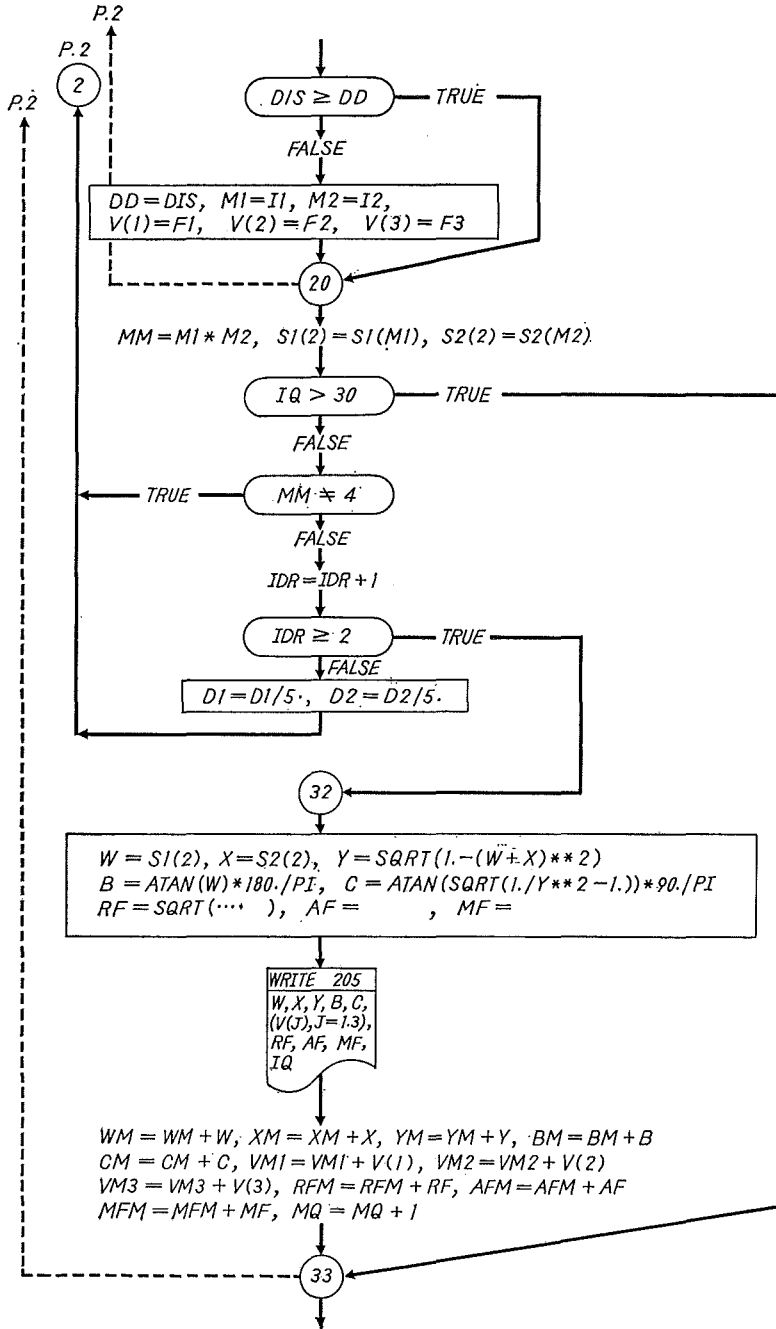 P.2
P.2
2
P.2
DIS ≥ DD
TRUE
FALSE
DD=DIS, M1=I1, M2=I2,
V(1)=F1, V(2)=F2, V(3)=F3
20
MM=M1*M2, S1(2)=S1(M1), S2(2)=S2(M2)
IQ > 30
TRUE
FALSE
TRUE
MM ≠ 4
FALSE
IDR=IDR+1
IDR ≥ 2
TRUE
FALSE
D1=D1/5., D2=D2/5.
32
W=S1(2), X=S2(2), Y=SQRT(1.-(W+X)**2)
B=ATAN(W)*180./PI, C=ATAN(SQRT(1./Y**2-1.))*90./PI
RF=SQRT(.... ), AF= , MF=
WRITE 205
W,X,Y,B,C,
(V(J),J=1.3),
RF, AF, MF,
IQ
WM=WM+W, XM=XM+X, YM=YM+Y, BM=BM+B
CM=CM+C, VM1=VM1+V(1), VM2=VM2+V(2)
VM3=VM3+V(3), RFM=RFM+RF, AFM=AFM+AF
MFM=MFM+MF, MQ=MQ+1
33